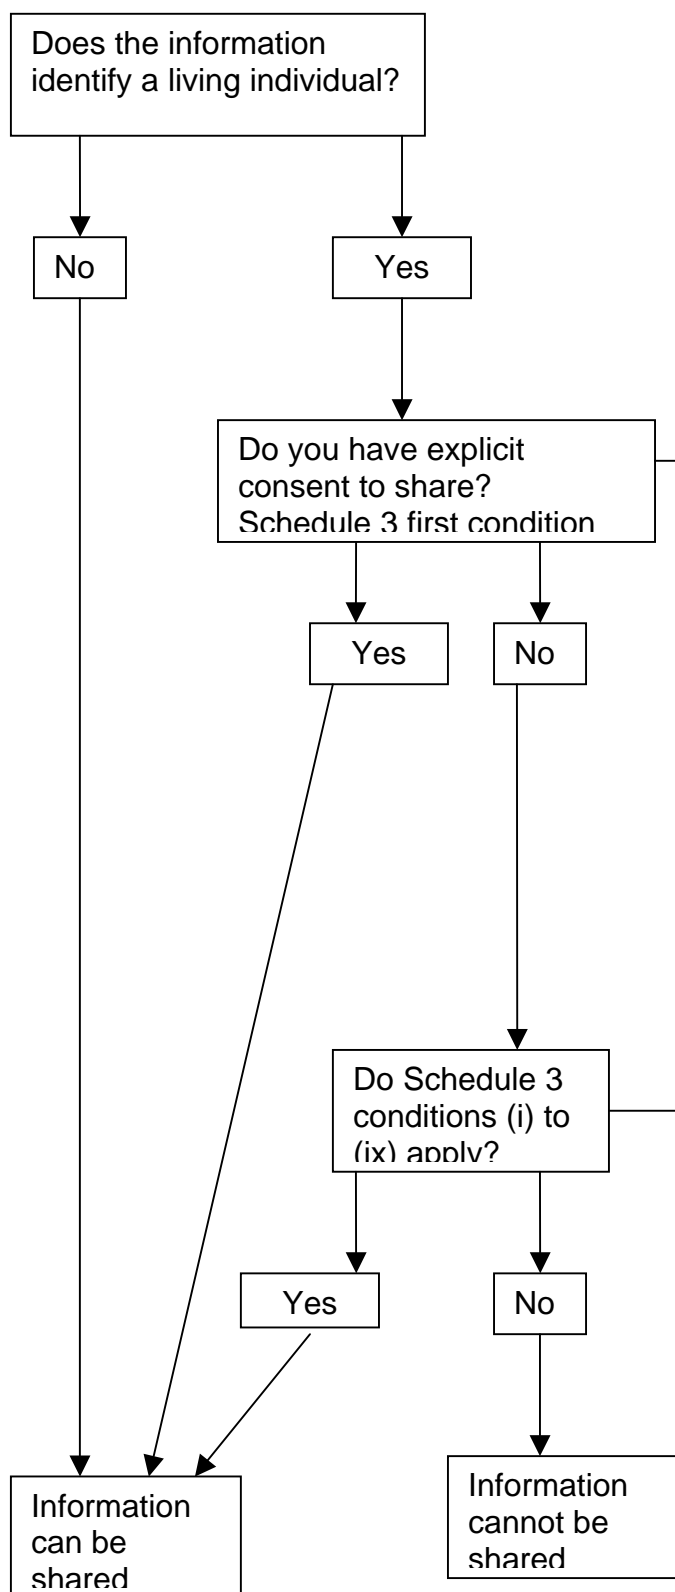 Does the information
identify a living individual?
No
Yes
Do you have explicit
consent to share?
Schedule 3 first condition
Yes
No
Do Schedule 3
conditions (i) to
(ix) apply?
Yes
No
Information
can be
shared
Information
cannot be
shared